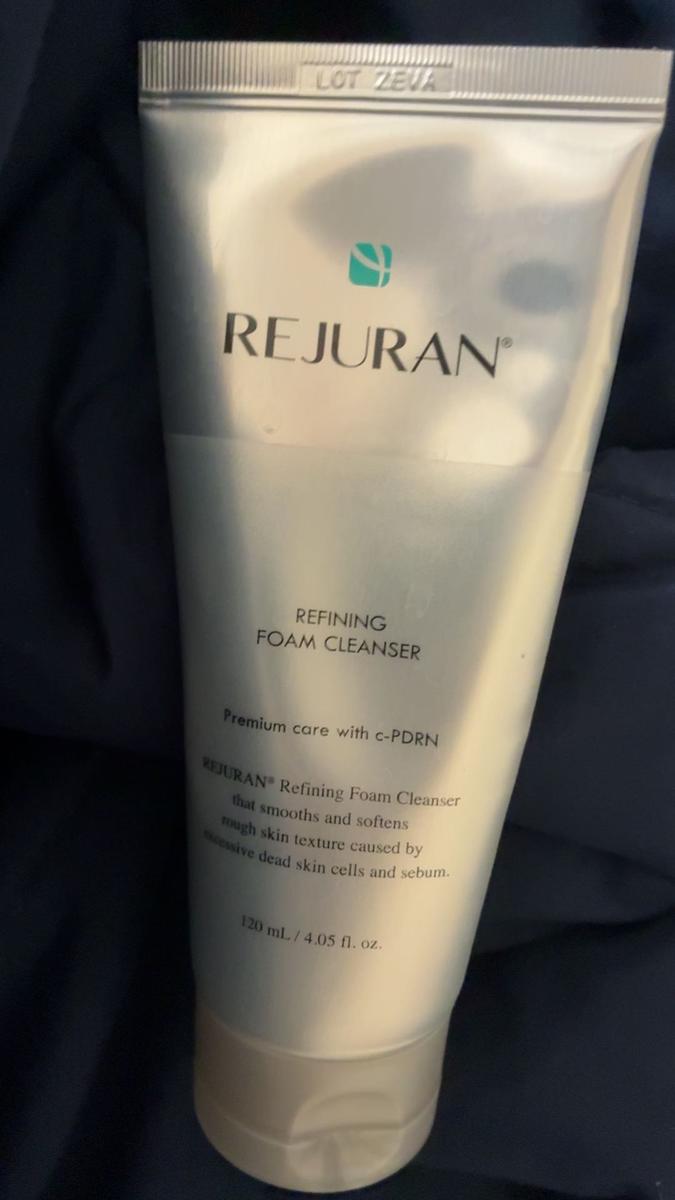 LOT ZEVA
REJURAN®
REFINING
FOAM CLEANSER
Premium care with c-PDRN
REJURAN® Refining Foam Cleanser
that smooths and softens
rough skin texture caused by
excessive dead skin cells and sebum.
120 mL / 4.05 fl. oz.